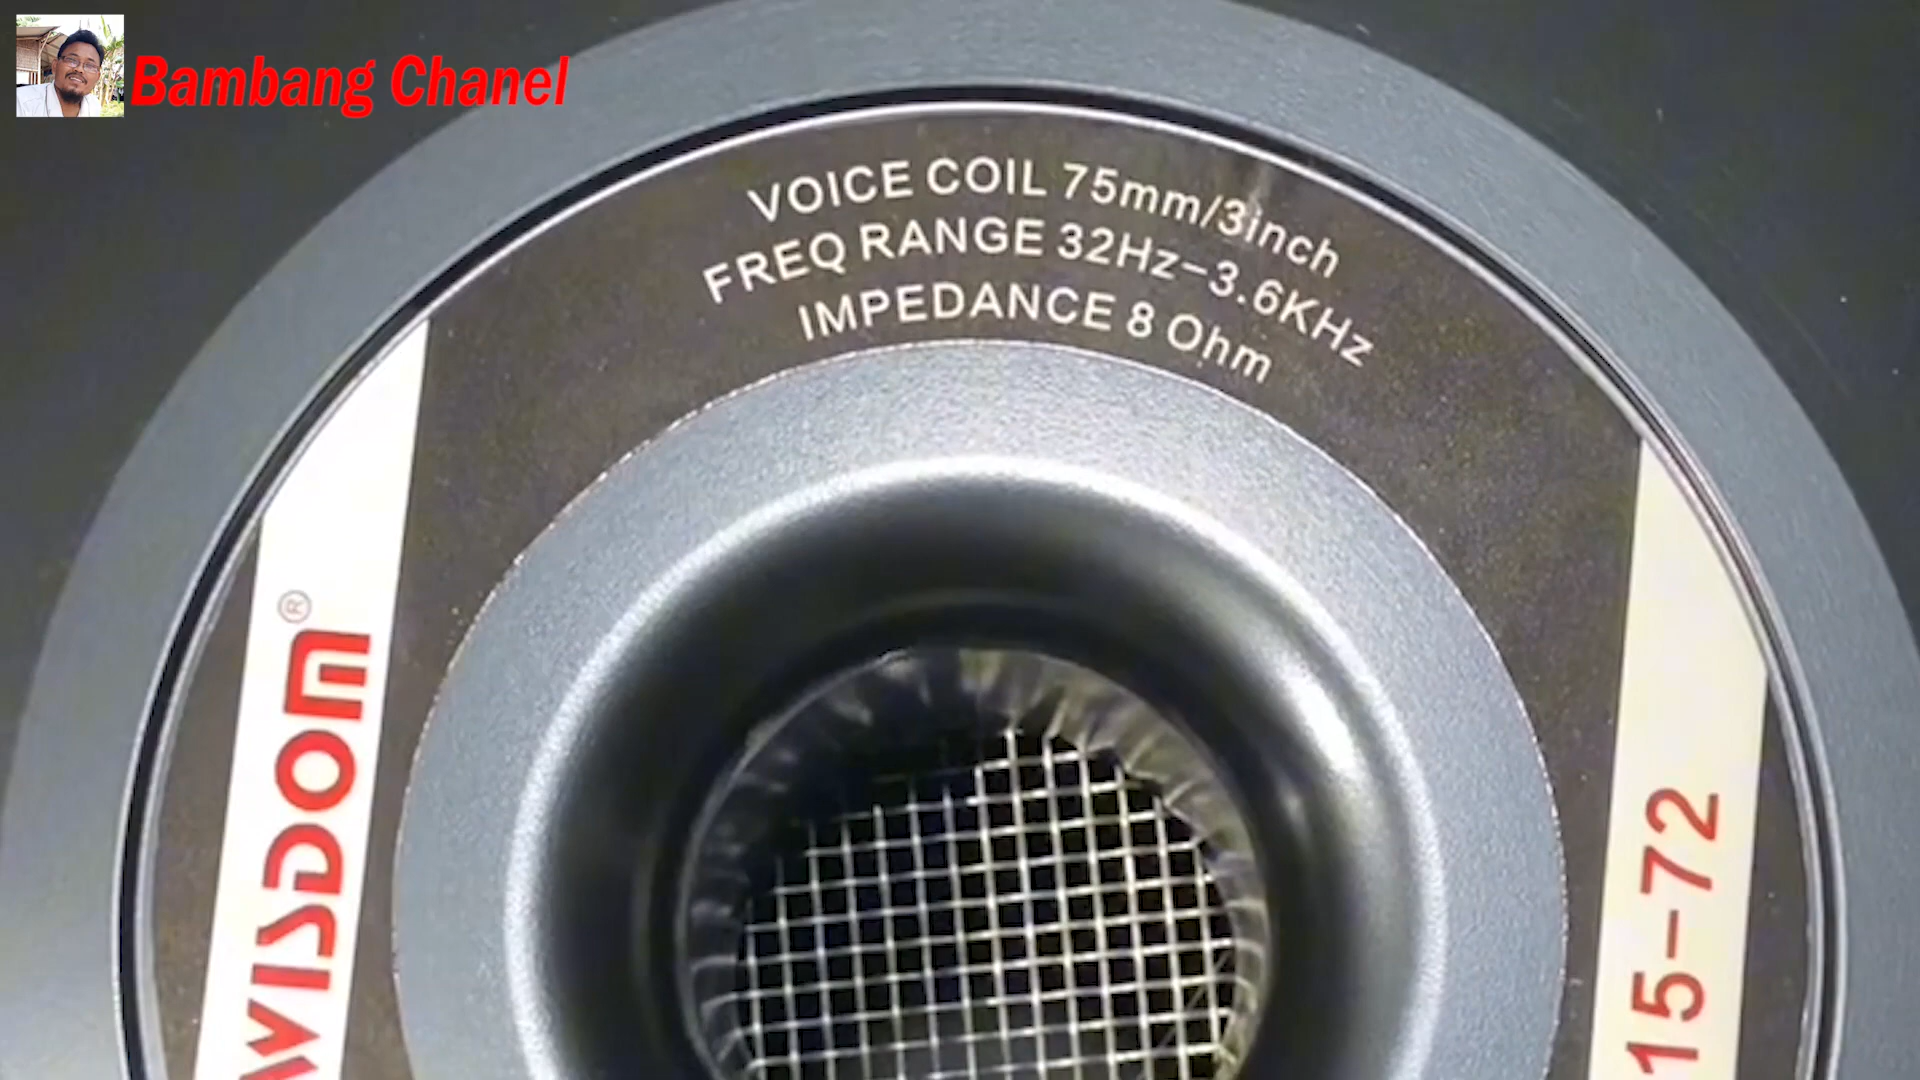 Bambang Chanel
VOICE COIL 75mm/3inch
FREQ RANGE 32Hz-3.6KHz
IMPEDANCE 8 Ohm
WISDOM®
15-72